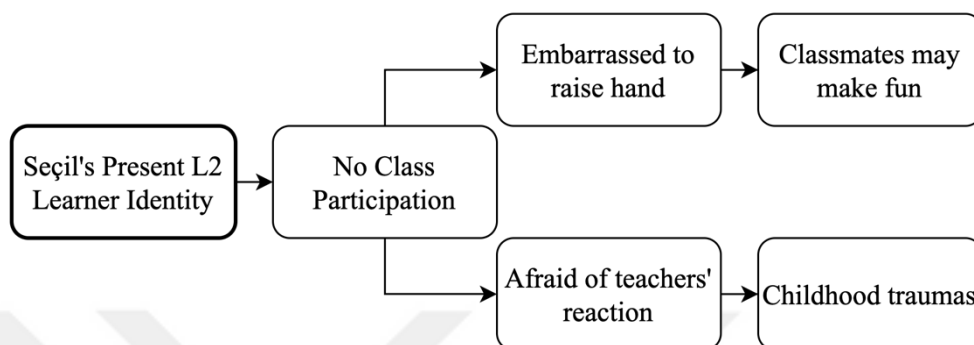 Seçil's Present L2
Learner Identity
No Class
Participation
Embarrassed to
raise hand
Classmates may
make fun
Afraid of teachers'
reaction
Childhood traumas